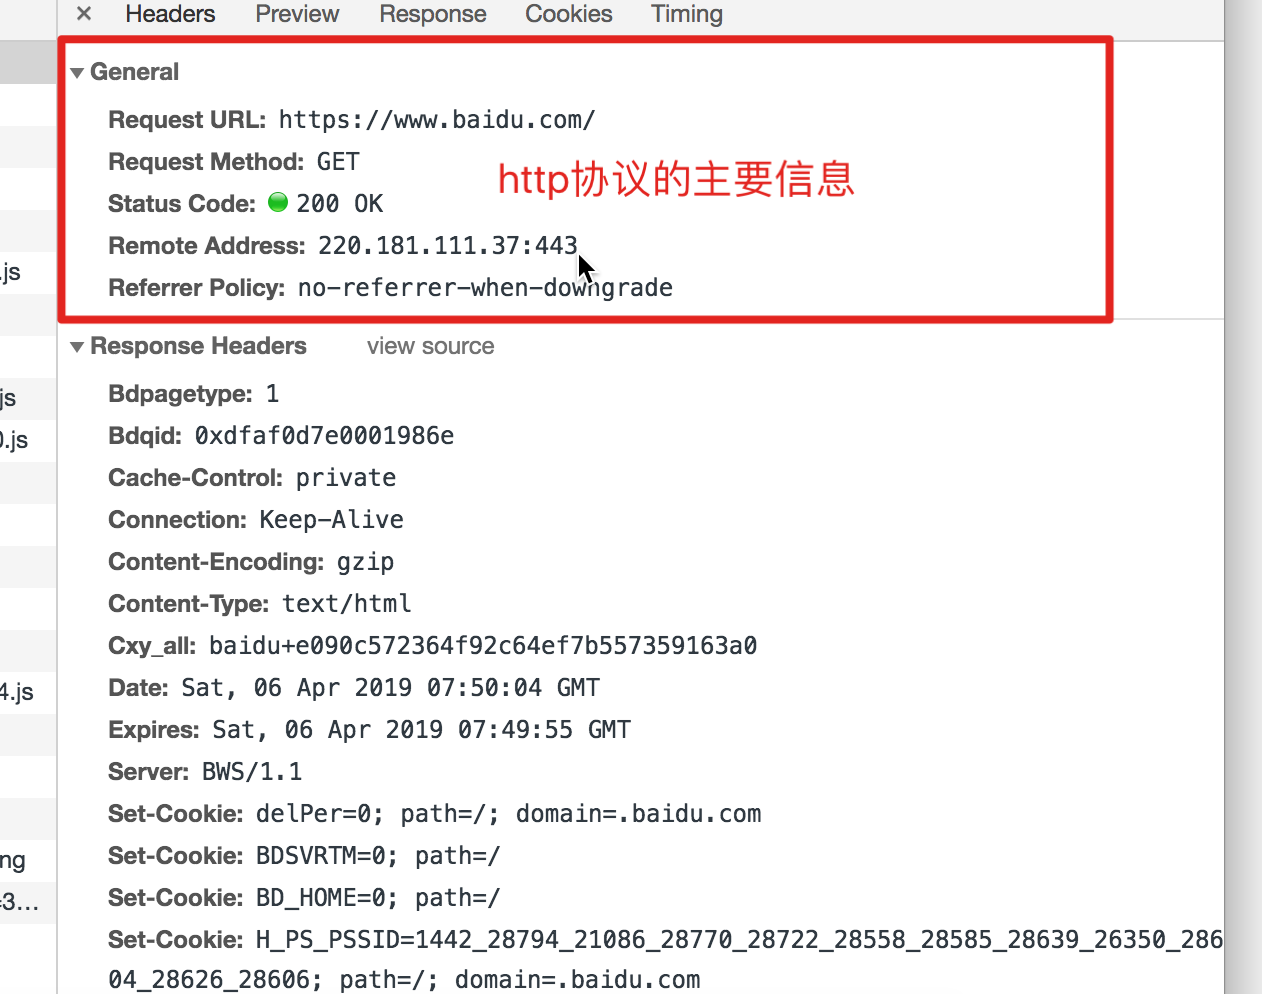 × Headers Preview Response Cookies Timing
General
Request URL: https://www.baidu.com/
Request Method: GET
http协议的主要信息
Status Code: 200 OK
Remote Address: 220.181.111.37:443
.js
Referrer Policy: no-referrer-when-downgrade
Response Headers view source
Bdpagetype: 1
js
Bdqid: 0xdfaf0d7e0001986e
0.js
Cache-Control: private
Connection: Keep-Alive
Content-Encoding: gzip
Content-Type: text/html
Cxy_all: baidu+e090c572364f92c64ef7b557359163a0
Date: Sat, 06 Apr 2019 07:50:04 GMT
4.js
Expires: Sat, 06 Apr 2019 07:49:55 GMT
Server: BWS/1.1
Set-Cookie: delPer=0; path=/; domain=.baidu.com
Set-Cookie: BDSVRTM=0; path=/
ng
Set-Cookie: BD_HOME=0; path=/
=3...
Set-Cookie: H_PS_PSSID=1442_28794_21086_28770_28722_28558_28585_28639_26350_286
04_28626_28606; path=/; domain=.baidu.com